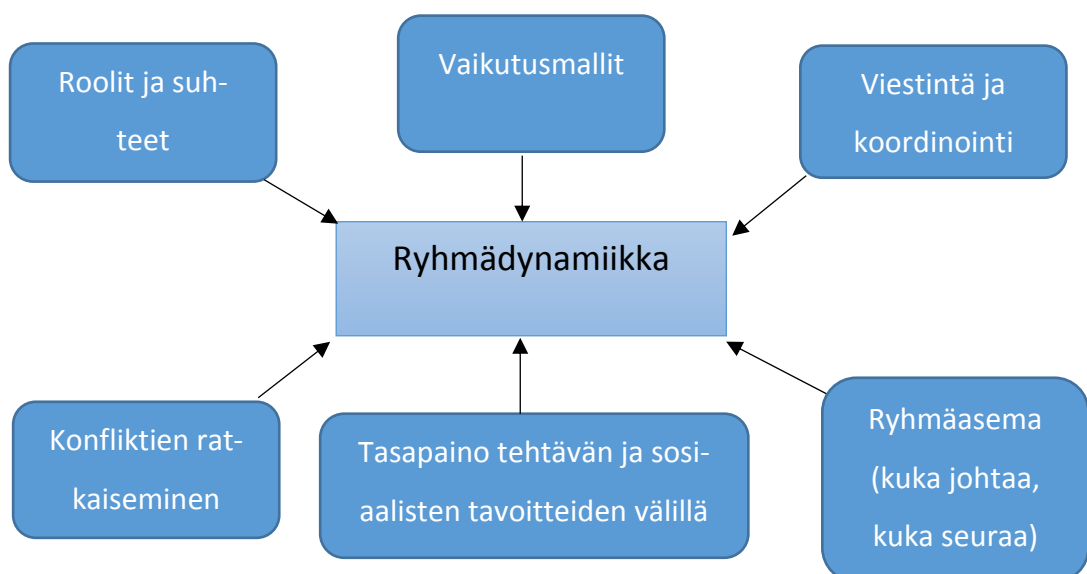 Roolit ja suh-
teet
Vaikutusmallit
Viestintä ja
koordinointi
Ryhmädynamiikka
Konfliktien rat-
kaiseminen
Tasapaino tehtävän ja sosi-
aalisten tavoitteiden välillä
Ryhmäasema
(kuka johtaa,
kuka seuraa)